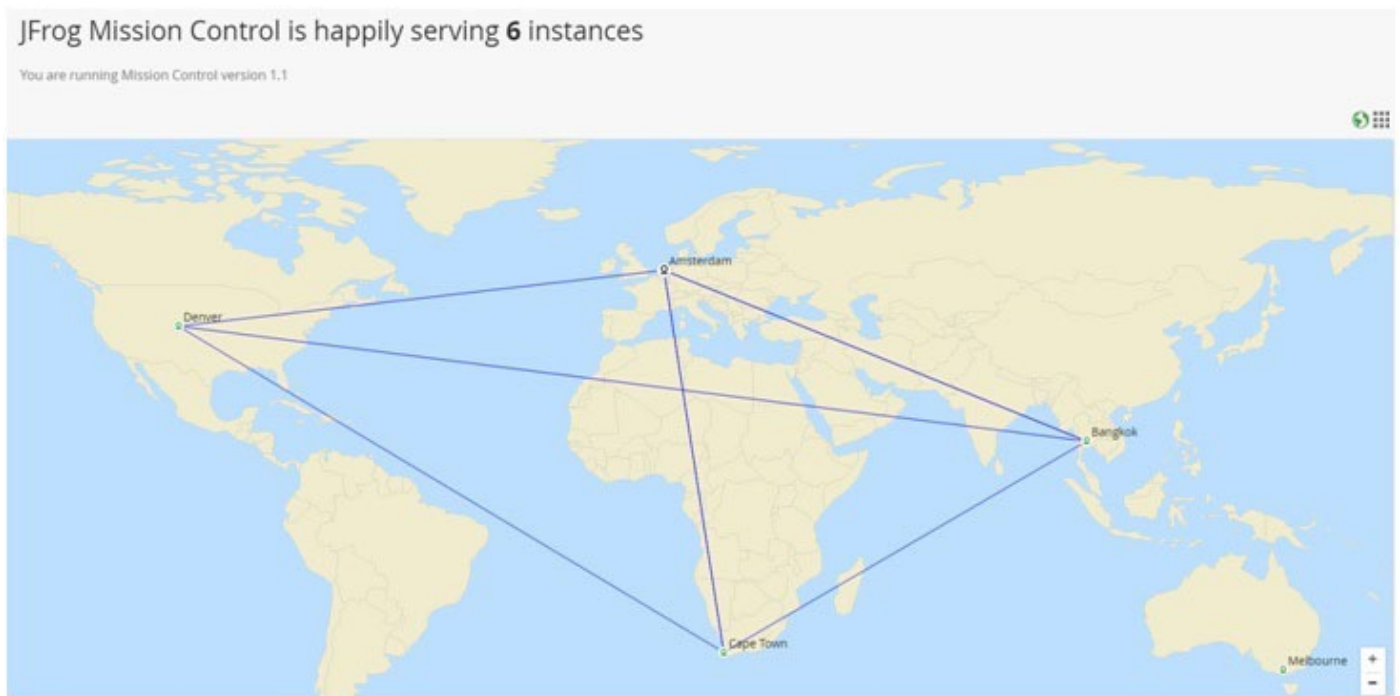 JFrog Mission Control is happily serving 6 instances
You are running Mission Control version 1.1
Amsterdam
Denver
Bangkok
Cape Town
Melbourne
+
−